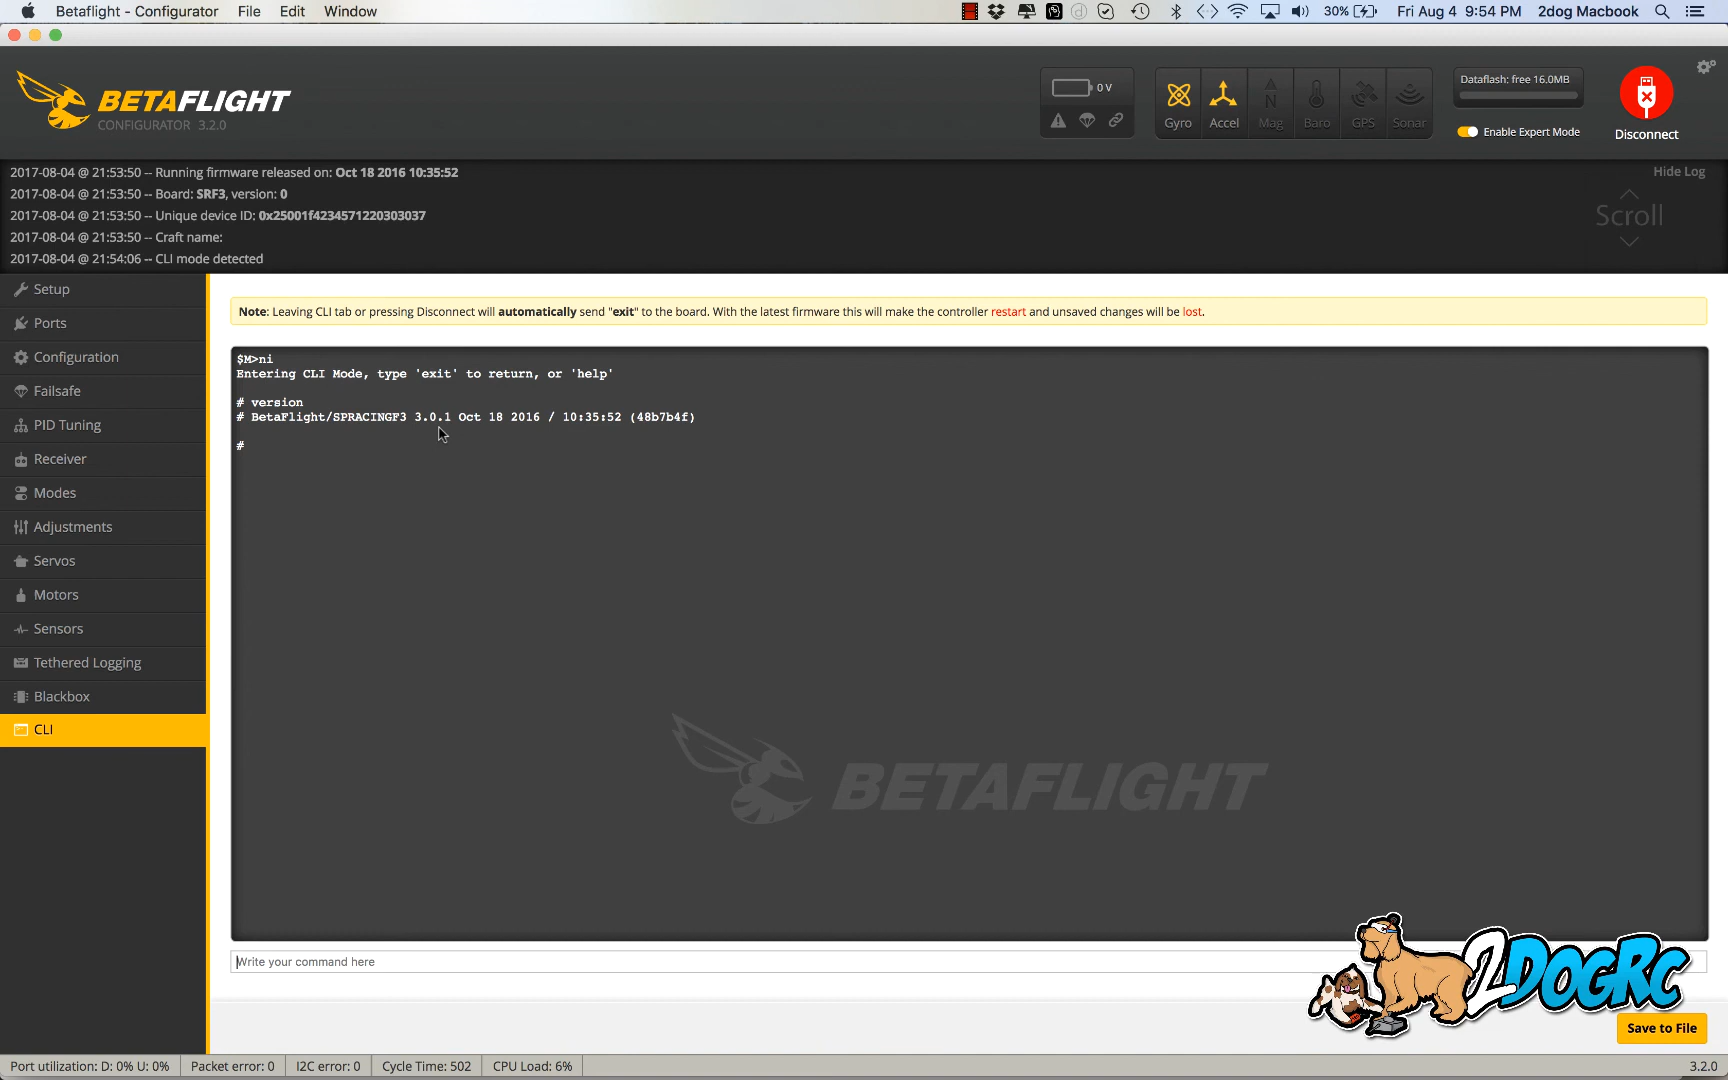 Betaflight - Configurator File Edit Window 30% Fri Aug 4 9:54 PM 2dog Macbook
BETAFLIGHT
CONFIGURATOR 3.2.0
0 V
Gyro Accel Mag Baro GPS Sonar
Dataflash: free 16.0MB
Enable Expert Mode
Disconnect
2017-08-04 @ 21:53:50 -- Running firmware released on: Oct 18 2016 10:35:52
2017-08-04 @ 21:53:50 -- Board: SRF3, version: 0
2017-08-04 @ 21:53:50 -- Unique device ID: 0x25001f4234571220303037
2017-08-04 @ 21:53:50 -- Craft name:
2017-08-04 @ 21:54:06 -- CLI mode detected
Hide Log
Scroll
Setup
Ports
Configuration
Failsafe
PID Tuning
Receiver
Modes
Adjustments
Servos
Motors
Sensors
Tethered Logging
Blackbox
CLI
Note: Leaving CLI tab or pressing Disconnect will automatically send "exit" to the board. With the latest firmware this will make the controller restart and unsaved changes will be lost.
$M>ni
Entering CLI Mode, type 'exit' to return, or 'help'
# version
# BetaFlight/SPRACINGF3 3.0.1 Oct 18 2016 / 10:35:52 (48b7b4f)
#
BETAFLIGHT
Write your command here
2DOGRC
Save to File
Port utilization: D: 0% U: 0% Packet error: 0 I2C error: 0 Cycle Time: 502 CPU Load: 6% 3.2.0